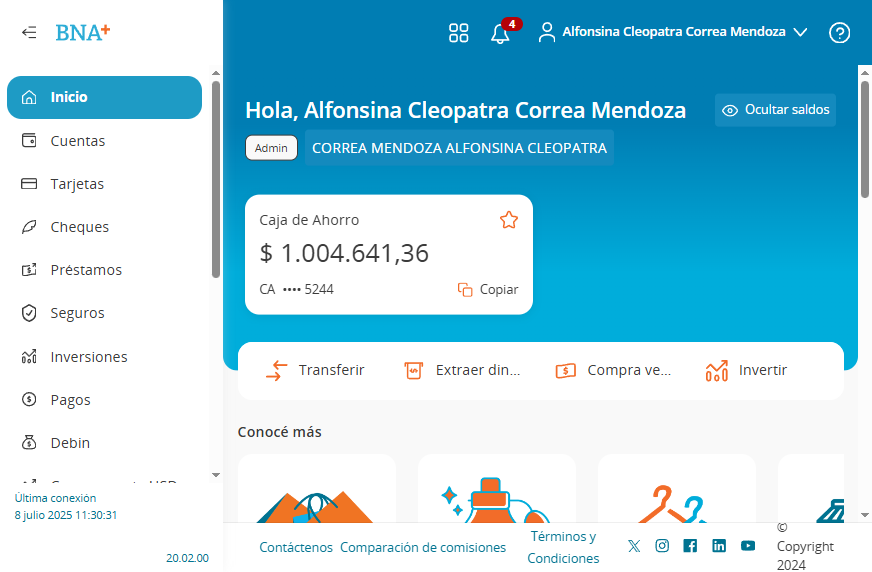 BNA+
4
Alfonsina Cleopatra Correa Mendoza
Inicio
Cuentas
Tarjetas
Cheques
Préstamos
Seguros
Inversiones
Pagos
Debin
Última conexión
8 julio 2025 11:30:31
20.02.00
Hola, Alfonsina Cleopatra Correa Mendoza
Ocultar saldos
Admin
CORREA MENDOZA ALFONSINA CLEOPATRA
Caja de Ahorro
$ 1.004.641,36
CA •••• 5244
Copiar
Transferir
Extraer din...
Compra ve...
Invertir
Conocé más
Contáctenos
Comparación de comisiones
Términos y
Condiciones
©
Copyright
2024